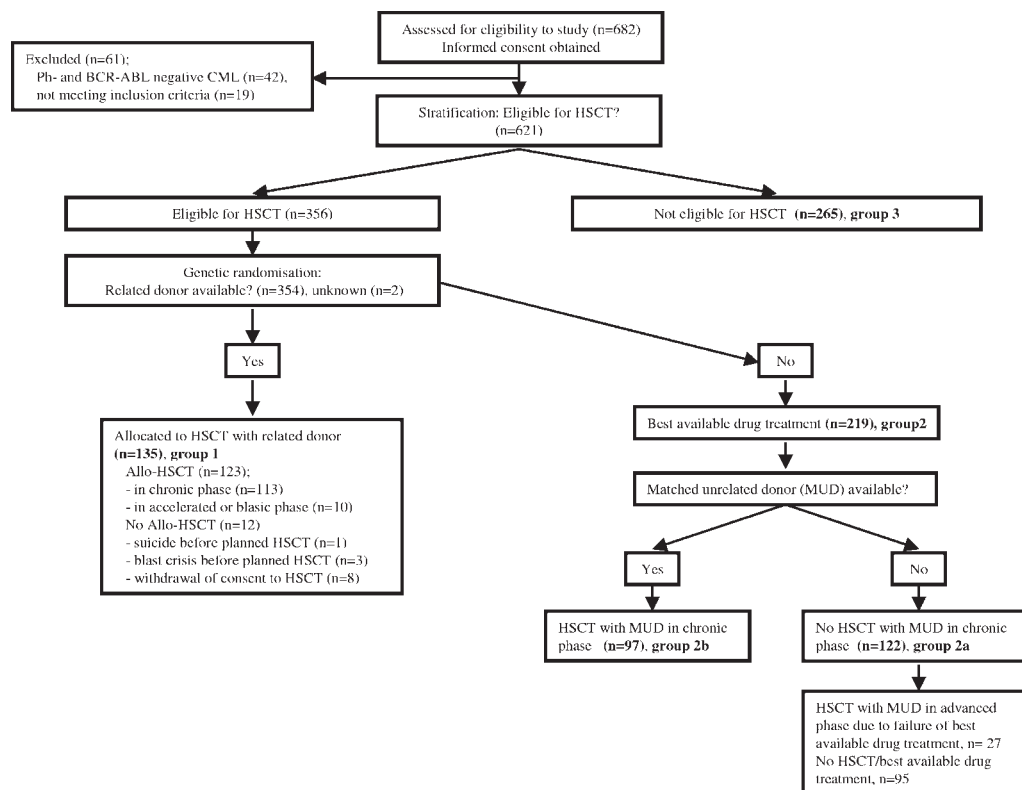 Assessed for eligibility to study (n=682)
Informed consent obtained
Excluded (n=61);
Ph- and BCR-ABL negative CML (n=42),
not meeting inclusion criteria (n=19)
Stratification: Eligible for HSCT?
(n=621)
Eligible for HSCT (n=356)
Not eligible for HSCT (n=265), group 3
Genetic randomisation:
Related donor available? (n=354), unknown (n=2)
Yes
No
Allocated to HSCT with related donor
(n=135), group 1
Allo-HSCT (n=123);
- in chronic phase (n=113)
- in accelerated or blasic phase (n=10)
No Allo-HSCT (n=12)
- suicide before planned HSCT (n=1)
- blast crisis before planned HSCT (n=3)
- withdrawal of consent to HSCT (n=8)
Best available drug treatment (n=219), group2
Matched unrelated donor (MUD) available?
Yes
No
HSCT with MUD in chronic
phase (n=97), group 2b
No HSCT with MUD in chronic
phase (n=122), group 2a
HSCT with MUD in advanced
phase due to failure of best
available drug treatment, n= 27
No HSCT/best available drug
treatment, n=95